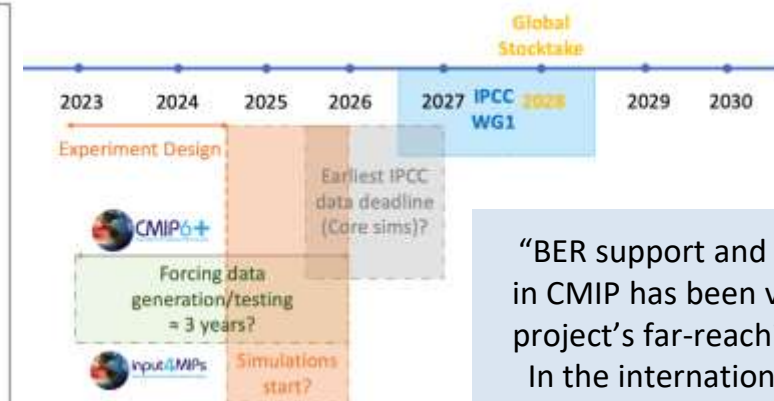 Global
Stocktake
2023 2024 2025 2026 2027 IPCC 2028 2029 2030
WG1
Experiment Design
Earliest IPCC
data deadline
(Core sims)?
CMIP6+
Forcing data
generation/testing
≈ 3 years?
input4MIPs
Simulations
start?
“BER support and
in CMIP has been v
project’s far-reach
In the internation